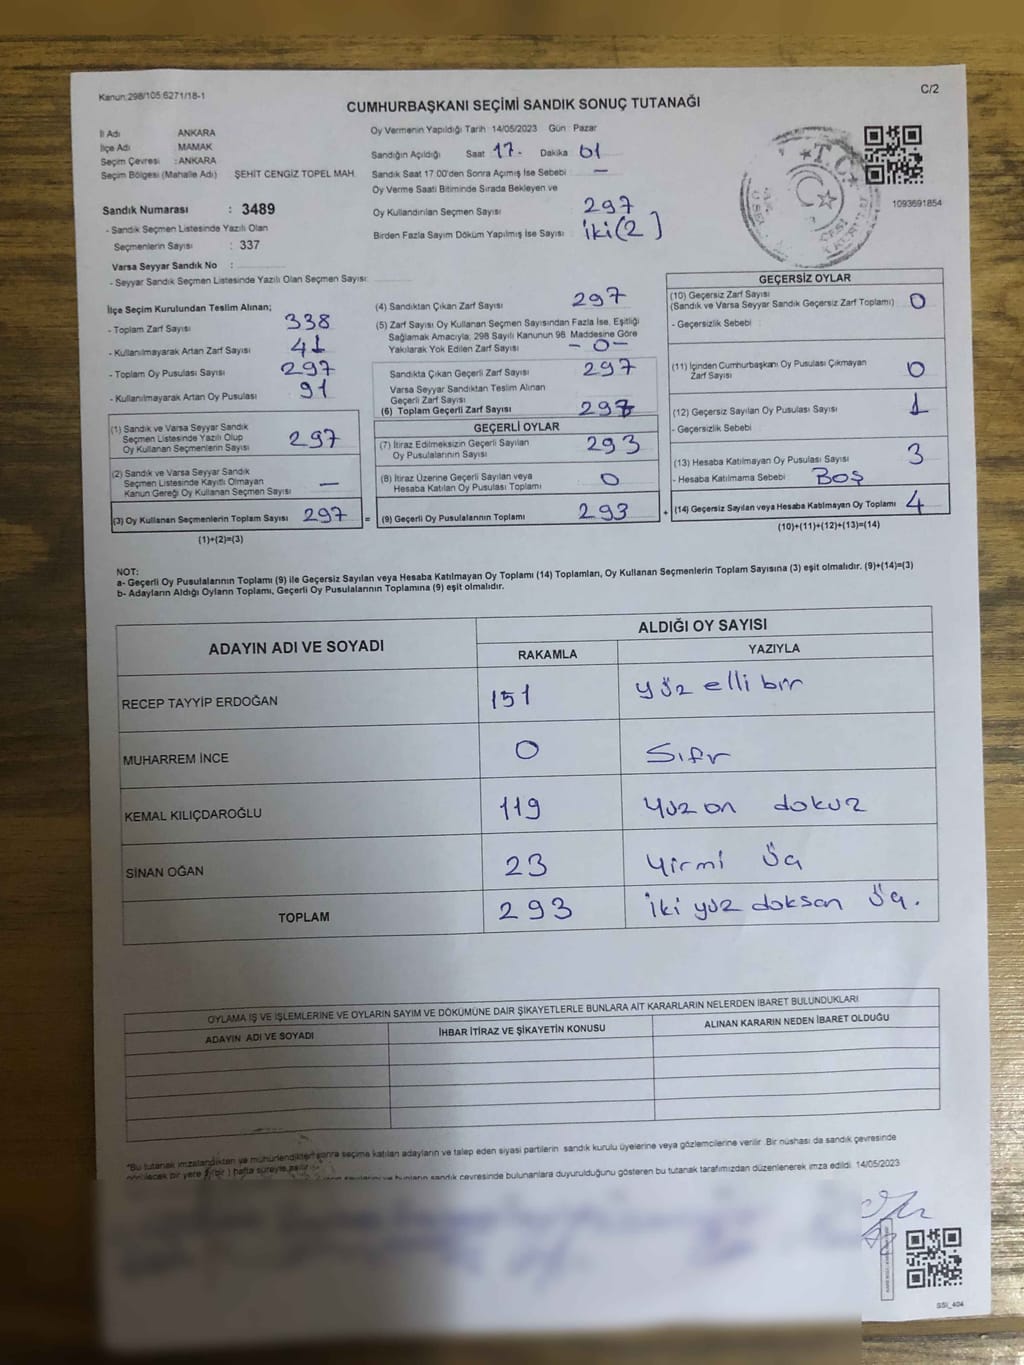 Kanun:298/105;6271/18-1
C/2
CUMHURBAŞKANI SEÇİMİ SANDIK SONUÇ TUTANAĞI
İl Adı ANKARA
İlçe Adı MAMAK
Seçim Çevresi : ANKARA
Seçim Bölgesi (Mahalle Adı) ŞEHİT CENGİZ TOPEL MAH.
Sandık Numarası : 3489
- Sandık Seçmen Listesinde Yazılı Olan
Seçmenlerin Sayısı : 337
Varsa Seyyar Sandık No :
- Seyyar Sandık Seçmen Listesinde Yazılı Olan Seçmen Sayısı:
Oy Vermenin Yapıldığı Tarih : 14/05/2023 Gün : Pazar
Sandığın Açıldığı Saat 17 - Dakika 01
Sandık Saat 17.00'den Sonra Açımış İse Sebebi —
Oy Verme Saati Bitiminde Sırada Bekleyen ve
Oy Kullandırılan Seçmen Sayısı 297
Birden Fazla Sayım Döküm Yapılmış İse Sayısı : iki(2)
T.C.
1093691854
İlçe Seçim Kurulundan Teslim Alınan;
- Toplam Zarf Sayısı 338
- Kullanılmayarak Artan Zarf Sayısı 41
- Toplam Oy Pusulası Sayısı 297
- Kullanılmayarak Artan Oy Pusulası 91
(1) Sandık ve Varsa Seyyar Sandık
Seçmen Listesinde Yazılı Olup
Oy Kullanan Seçmenlerin Sayısı 297
(2) Sandık ve Varsa Seyyar Sandık
Seçmen Listesinde Kayıtlı Olmayan
Kanun Gereği Oy Kullanan Seçmen Sayısı —
(3) Oy Kullanan Seçmenlerin Toplam Sayısı 297 =
(1)+(2)=(3)
(4) Sandıktan Çıkan Zarf Sayısı 297
(5) Zarf Sayısı Oy Kullanan Seçmen Sayısından Fazla İse, Eşitliği
Sağlamak Amacıyla, 298 Sayılı Kanunun 98. Maddesine Göre
Yakılarak Yok Edilen Zarf Sayısı - 0 -
Sandıkta Çıkan Geçerli Zarf Sayısı 297
Varsa Seyyar Sandıktan Teslim Alınan
Geçerli Zarf Sayısı
(6) Toplam Geçerli Zarf Sayısı 297
GEÇERLİ OYLAR
(7) İtiraz Edilmeksizin Geçerli Sayılan
Oy Pusulalarının Sayısı 293
(8) İtiraz Üzerine Geçerli Sayılan veya
Hesaba Katılan Oy Pusulası Toplamı 0
(9) Geçerli Oy Pusulalarının Toplamı 293 +
GEÇERSİZ OYLAR
(10) Geçersiz Zarf Sayısı
(Sandık ve Varsa Seyyar Sandık Geçersiz Zarf Toplamı) 0
- Geçersizlik Sebebi :
(11) İçinden Cumhurbaşkanı Oy Pusulası Çıkmayan
Zarf Sayısı 0
(12) Geçersiz Sayılan Oy Pusulası Sayısı 1
- Geçersizlik Sebebi
(13) Hesaba Katılmayan Oy Pusulası Sayısı 3
- Hesaba Katılmama Sebebi : BOŞ
(14) Geçersiz Sayılan veya Hesaba Katılmayan Oy Toplamı 4
(10)+(11)+(12)+(13)=(14)
NOT:
a- Geçerli Oy Pusulalarının Toplamı (9) ile Geçersiz Sayılan veya Hesaba Katılmayan Oy Toplamı (14) Toplamları, Oy Kullanan Seçmenlerin Toplam Sayısına (3) eşit olmalıdır. (9)+(14)=(3)
b- Adayların Aldığı Oyların Toplamı, Geçerli Oy Pusulalarının Toplamına (9) eşit olmalıdır.
ADAYIN ADI VE SOYADI
ALDIĞI OY SAYISI
RAKAMLA YAZIYLA
RECEP TAYYİP ERDOĞAN 151 yüz elli bir
MUHARREM İNCE 0 Sıfır
KEMAL KILIÇDAROĞLU 119 yuz on dokuz
SİNAN OĞAN 23 yirmi üç
TOPLAM 293 iki yüz doksan üç.
OYLAMA İŞ VE İŞLEMLERİNE VE OYLARIN SAYIM VE DÖKÜMÜNE DAİR ŞİKAYETLERLE BUNLARA AİT KARARLARIN NELERDEN İBARET BULUNDUKLARI
ADAYIN ADI VE SOYADI İHBAR İTİRAZ VE ŞİKAYETİN KONUSU ALINAN KARARIN NEDEN İBARET OLDUĞU
*Bu tutanak imzalandıktan ve mühürlendikten sonra seçime katılan adayların ve talep eden siyasi partilerin sandık kurulu üyelerine veya gözlemcilerine verilir. Bir nüshası da sandık çevresinde
görülecek bir yere 1 (bir) hafta süreyle asılır.
sandık çevresinde bulunanlara duyurulduğunu gösteren bu tutanak tarafımızdan düzenlenerek imza edildi. 14/05/2023
SSI_404